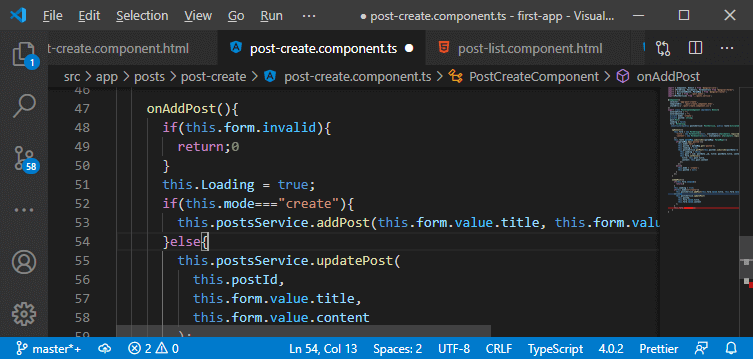 File Edit Selection View Go Run ··· ● post-create.component.ts - first-app - Visual...
t-create.component.html post-create.component.ts ● post-list.component.html
src > app > posts > post-create > post-create.component.ts > PostCreateComponent > onAddPost
46
47 onAddPost(){
48 if(this.form.invalid){
49 return;0
50 }
51 this.Loading = true;
52 if(this.mode==="create"){
53 this.postsService.addPost(this.form.value.title, this.form.valu
54 }else{
55 this.postsService.updatePost(
56 this.postId,
57 this.form.value.title,
58 this.form.value.content
59 );
1
58
master*+ 2 0 Ln 54, Col 13 Spaces: 2 UTF-8 CRLF TypeScript 4.0.2 Prettier